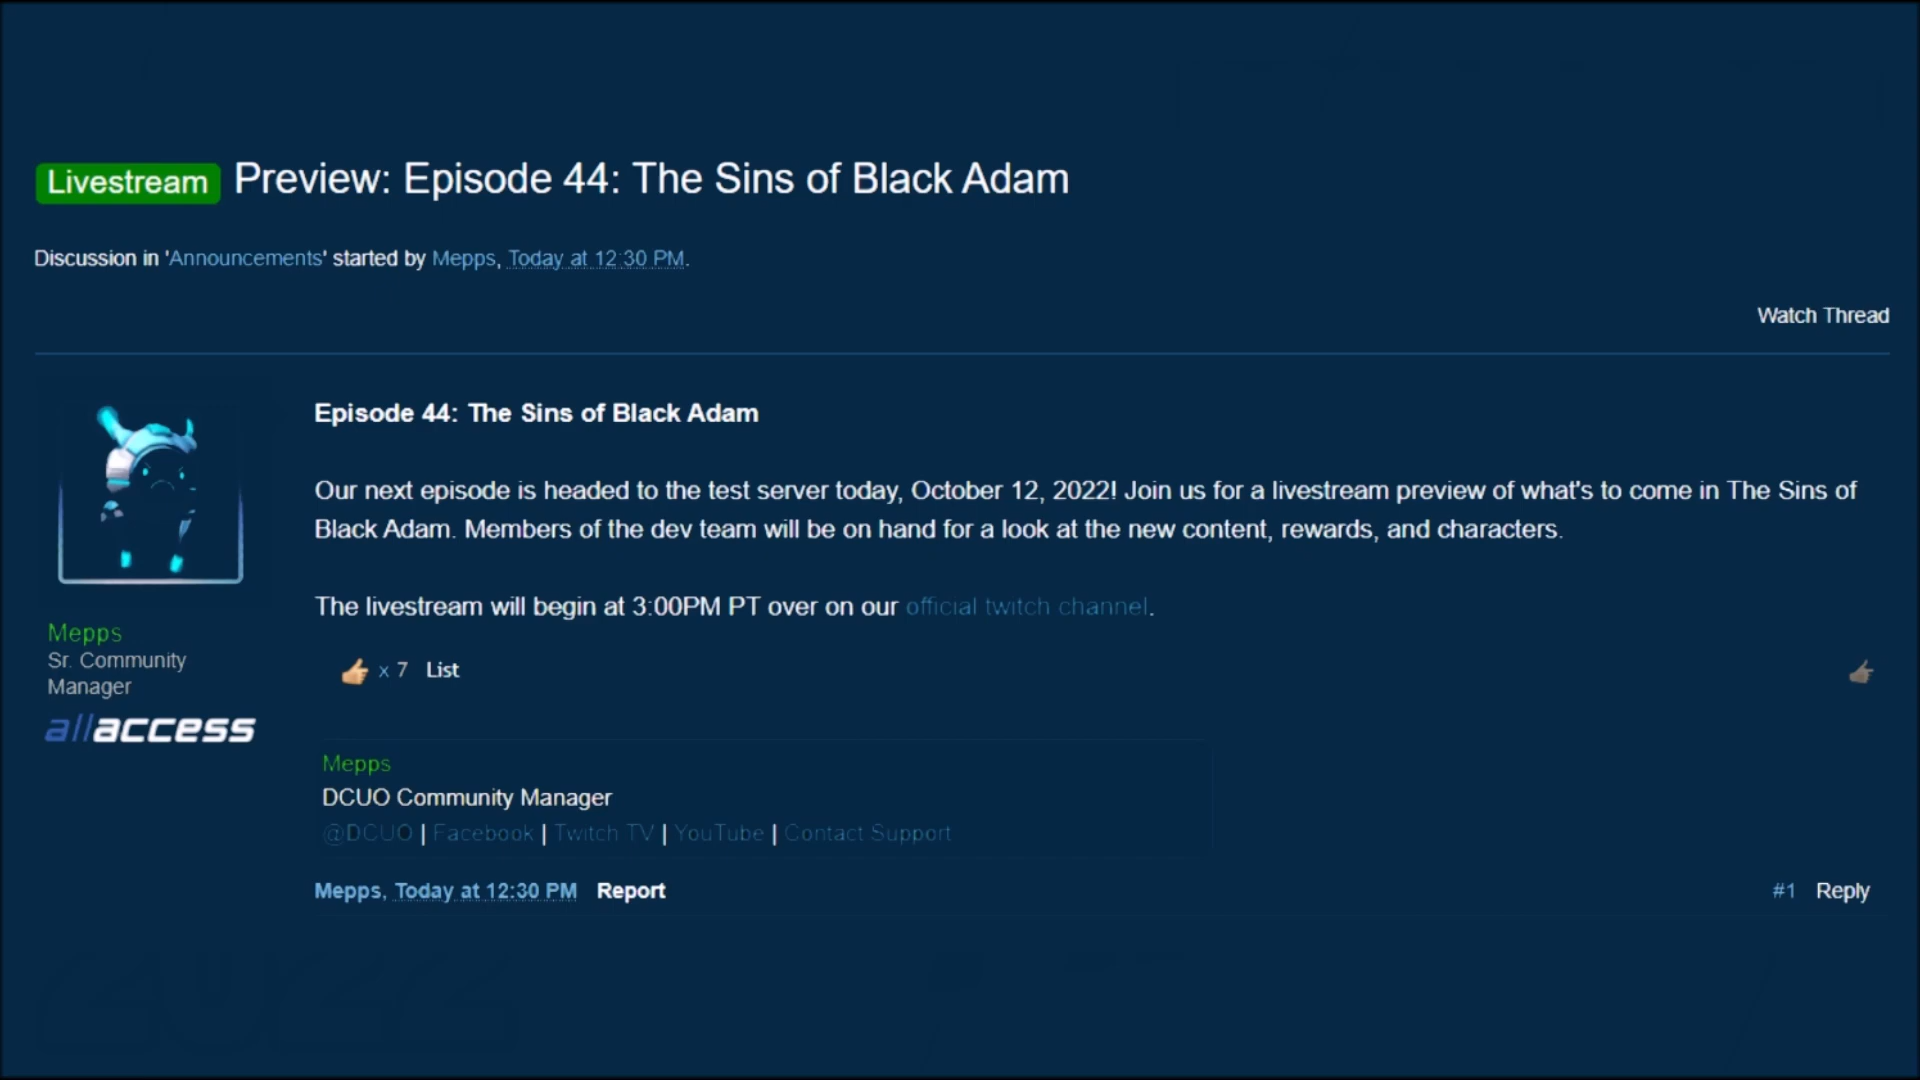 Livestream Preview: Episode 44: The Sins of Black Adam
Discussion in 'Announcements' started by Mepps, Today at 12:30 PM.
Watch Thread
Episode 44: The Sins of Black Adam
Our next episode is headed to the test server today, October 12, 2022! Join us for a livestream preview of what's to come in The Sins of
Black Adam. Members of the dev team will be on hand for a look at the new content, rewards, and characters.
The livestream will begin at 3:00PM PT over on our official twitch channel.
Mepps
Sr. Community
Manager
allaccess
x 7 List
Mepps
DCUO Community Manager
@DCUO | Facebook | Twitch TV | YouTube | Contact Support
Mepps, Today at 12:30 PM Report
#1 Reply